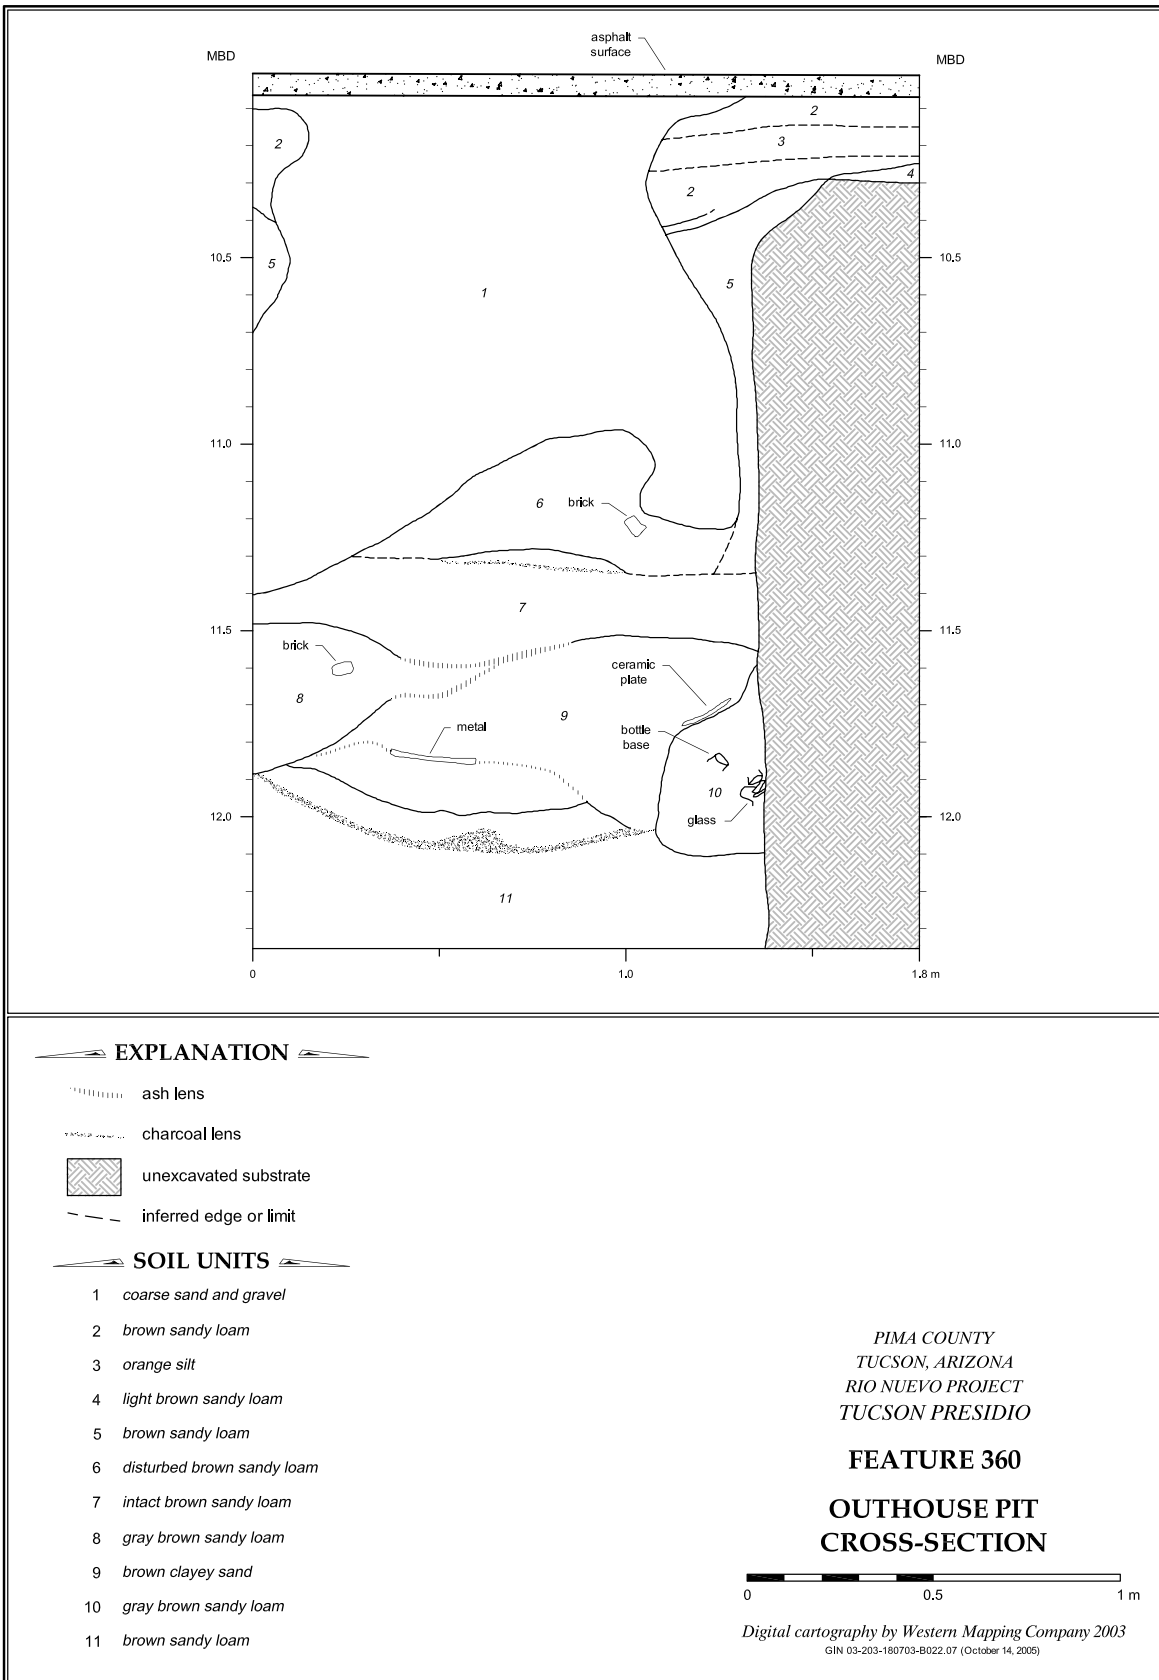 asphalt
surface
MBD
MBD
2
2
3
4
2
10.5
5
5
10.5
1
11.0
11.0
6
brick
7
11.5
11.5
brick
ceramic
plate
8
9
metal
bottle
base
10
12.0
glass
12.0
11
0
1.0
1.8 m
EXPLANATION
ash lens
charcoal lens
unexcavated substrate
inferred edge or limit
SOIL UNITS
1 coarse sand and gravel
2 brown sandy loam
3 orange silt
4 light brown sandy loam
5 brown sandy loam
6 disturbed brown sandy loam
7 intact brown sandy loam
8 gray brown sandy loam
9 brown clayey sand
10 gray brown sandy loam
11 brown sandy loam
PIMA COUNTY
TUCSON, ARIZONA
RIO NUEVO PROJECT
TUCSON PRESIDIO
FEATURE 360
OUTHOUSE PIT
CROSS-SECTION
0 0.5 1 m
Digital cartography by Western Mapping Company 2003
GIN 03-203-180703-B022.07 (October 14, 2005)